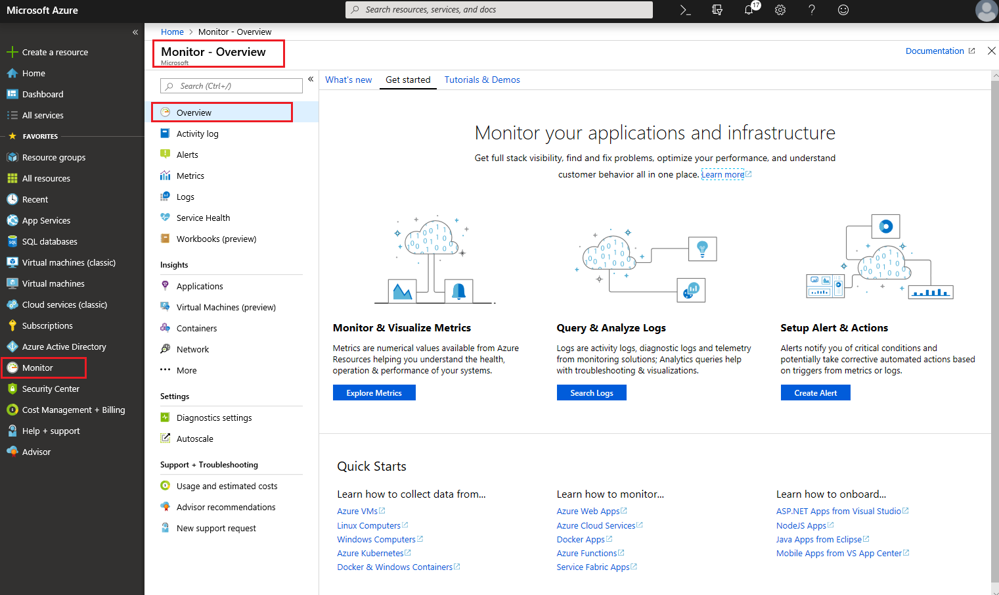 Microsoft Azure
Search resources, services, and docs
17
Create a resource
Home
Dashboard
All services
FAVORITES
Resource groups
All resources
Recent
App Services
SQL databases
Virtual machines (classic)
Virtual machines
Cloud services (classic)
Subscriptions
Azure Active Directory
Monitor
Security Center
Cost Management + Billing
Help + support
Advisor
Home > Monitor - Overview
Monitor - Overview
Microsoft
Documentation
Search (Ctrl+/)
Overview
Activity log
Alerts
Metrics
Logs
Service Health
Workbooks (preview)
Insights
Applications
Virtual Machines (preview)
Containers
Network
More
Settings
Diagnostics settings
Autoscale
Support + Troubleshooting
Usage and estimated costs
Advisor recommendations
New support request
What's new
Get started
Tutorials & Demos
Monitor your applications and infrastructure
Get full stack visibility, find and fix problems, optimize your performance, and understand
customer behavior all in one place. Learn more
Monitor & Visualize Metrics
Metrics are numerical values available from Azure
Resources helping you understand the health,
operation & performance of your systems.
Explore Metrics
Query & Analyze Logs
Logs are activity logs, diagnostic logs and telemetry
from monitoring solutions; Analytics queries help
with troubleshooting & visualizations.
Search Logs
Setup Alert & Actions
Alerts notify you of critical conditions and
potentially take corrective automated actions based
on triggers from metrics or logs.
Create Alert
Quick Starts
Learn how to collect data from...
Azure VMs
Linux Computers
Windows Computers
Azure Kubernetes
Docker & Windows Containers
Learn how to monitor...
Azure Web Apps
Azure Cloud Services
Docker Apps
Azure Functions
Service Fabric Apps
Learn how to onboard...
ASP.NET Apps from Visual Studio
NodeJS Apps
Java Apps from Eclipse
Mobile Apps from VS App Center